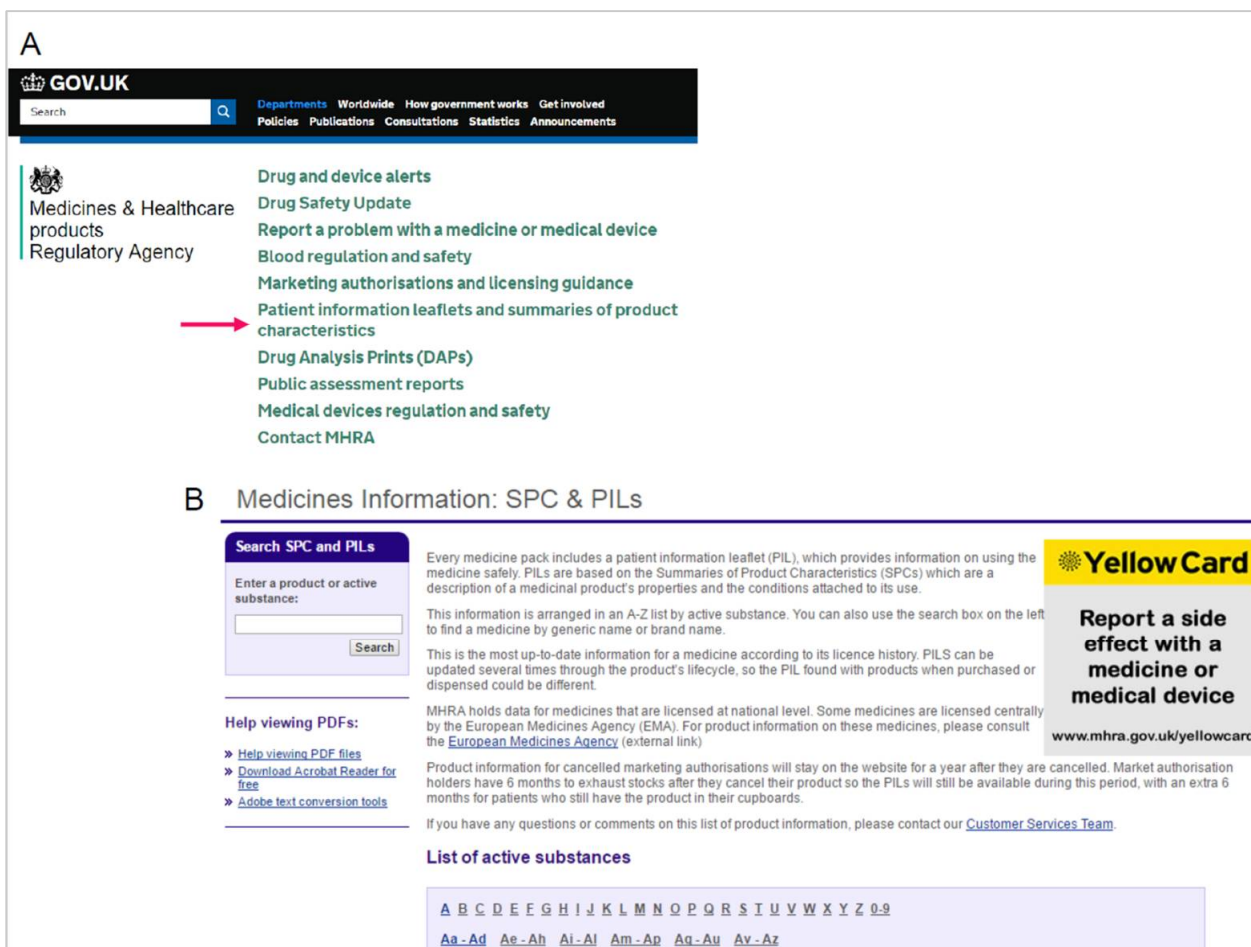 A
GOV.UK
Search
Departments Worldwide How government works Get involved
Policies Publications Consultations Statistics Announcements
Medicines & Healthcare
products
Regulatory Agency
Drug and device alerts
Drug Safety Update
Report a problem with a medicine or medical device
Blood regulation and safety
Marketing authorisations and licensing guidance
Patient information leaflets and summaries of product
characteristics
Drug Analysis Prints (DAPs)
Public assessment reports
Medical devices regulation and safety
Contact MHRA
B
Medicines Information: SPC & PILs
Search SPC and PILs
Enter a product or active
substance:
Search
Help viewing PDFs:
» Help viewing PDF files
» Download Acrobat Reader for
free
» Adobe text conversion tools
Every medicine pack includes a patient information leaflet (PIL), which provides information on using the
medicine safely. PILs are based on the Summaries of Product Characteristics (SPCs) which are a
description of a medicinal product's properties and the conditions attached to its use.
This information is arranged in an A-Z list by active substance. You can also use the search box on the left
to find a medicine by generic name or brand name.
This is the most up-to-date information for a medicine according to its licence history. PILS can be
updated several times through the product's lifecycle, so the PIL found with products when purchased or
dispensed could be different.
MHRA holds data for medicines that are licensed at national level. Some medicines are licensed centrally
by the European Medicines Agency (EMA). For product information on these medicines, please consult
the European Medicines Agency (external link)
Product information for cancelled marketing authorisations will stay on the website for a year after they are cancelled. Market authorisation
holders have 6 months to exhaust stocks after they cancel their product so the PILs will still be available during this period, with an extra 6
months for patients who still have the product in their cupboards.
If you have any questions or comments on this list of product information, please contact our Customer Services Team.
YellowCard
Report a side
effect with a
medicine or
medical device
www.mhra.gov.uk/yellowcard
List of active substances
A B C D E F G H I J K L M N O P Q R S T U V W X Y Z 0-9
Aa - Ad Ae - Ah Ai - Al Am - Ap Aq - Au Av - Az